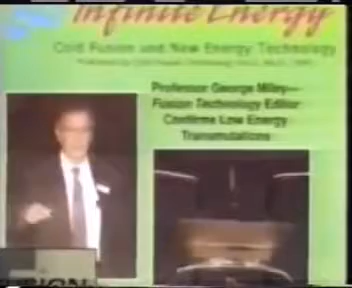 Infinite Energy
Cold Fusion and New Energy Technology
Professor George Miley—
Fusion Technology Editor
Confirms Low Energy
Transmutations